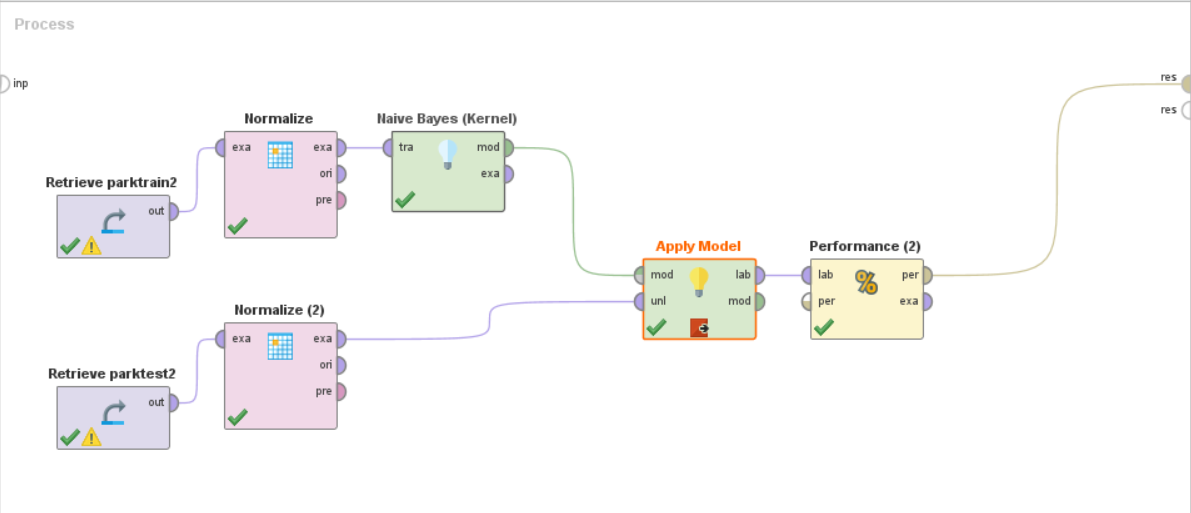 Process
inp
res
res
Normalize
exa exa
ori
pre
Naive Bayes (Kernel)
tra mod
exa
Retrieve parktrain2
out
Apply Model
mod lab
unl mod
Performance (2)
% 
lab per
per exa
Normalize (2)
exa exa
ori
pre
Retrieve parktest2
out